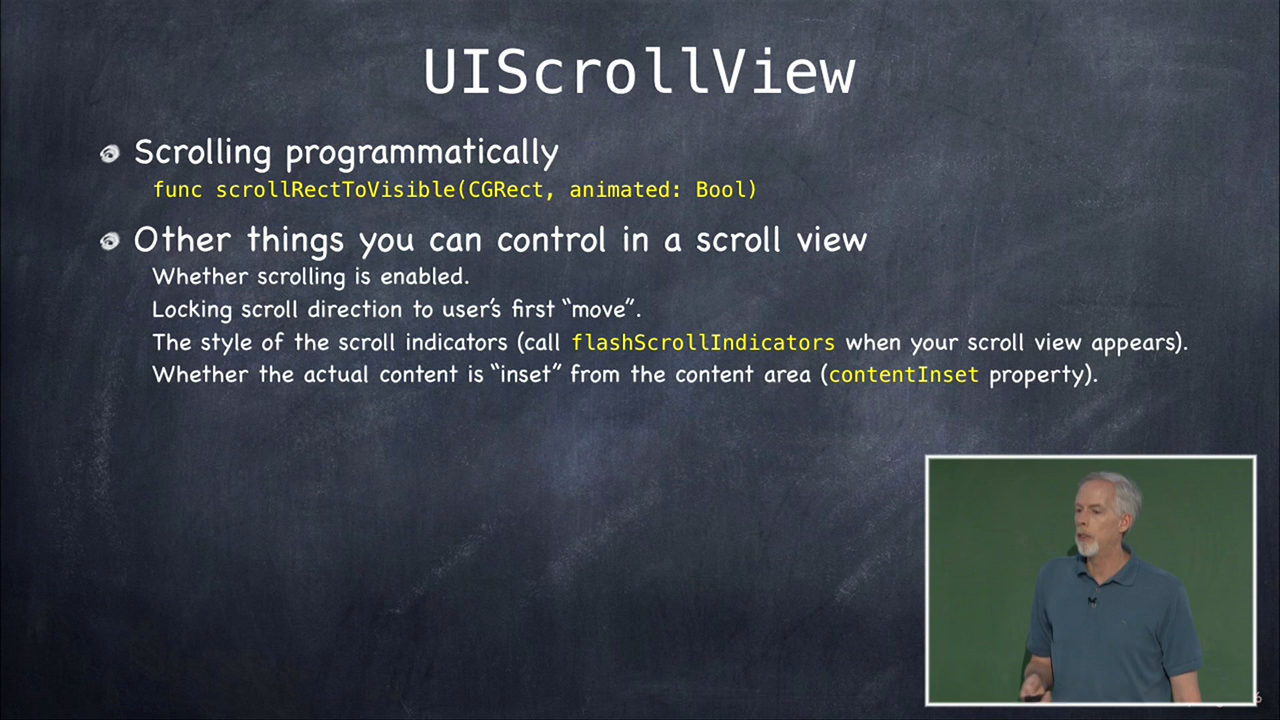 UIScrollView
Scrolling programmatically
func scrollRectToVisible(CGRect, animated: Bool)
Other things you can control in a scroll view
Whether scrolling is enabled.
Locking scroll direction to user's first “move”.
The style of the scroll indicators (call flashScrollIndicators when your scroll view appears).
Whether the actual content is “inset” from the content area (contentInset property).
6